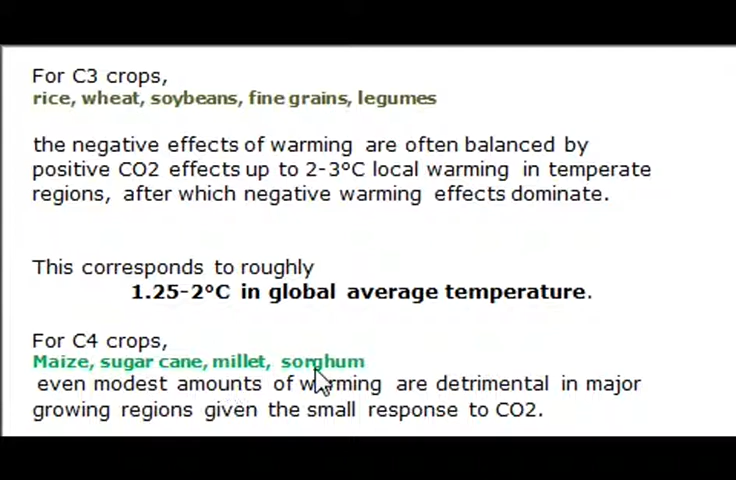 For C3 crops,
rice, wheat, soybeans, fine grains, legumes
the negative effects of warming are often balanced by
positive CO2 effects up to 2-3°C local warming in temperate
regions, after which negative warming effects dominate.
This corresponds to roughly
1.25-2°C in global average temperature.
For C4 crops,
Maize, sugar cane, millet, sorghum
even modest amounts of warming are detrimental in major
growing regions given the small response to CO2.